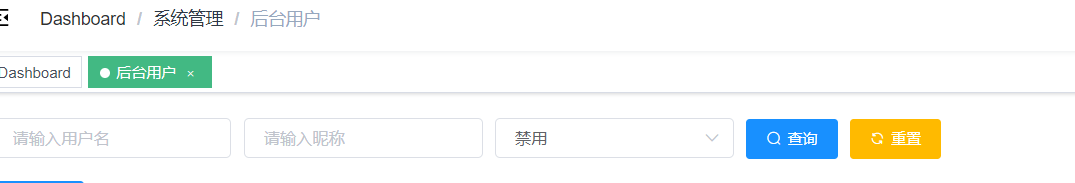 Dashboard / 系统管理 / 后台用户
Dashboard 后台用户 ×
请输入用户名 请输入昵称 禁用 查询 重置